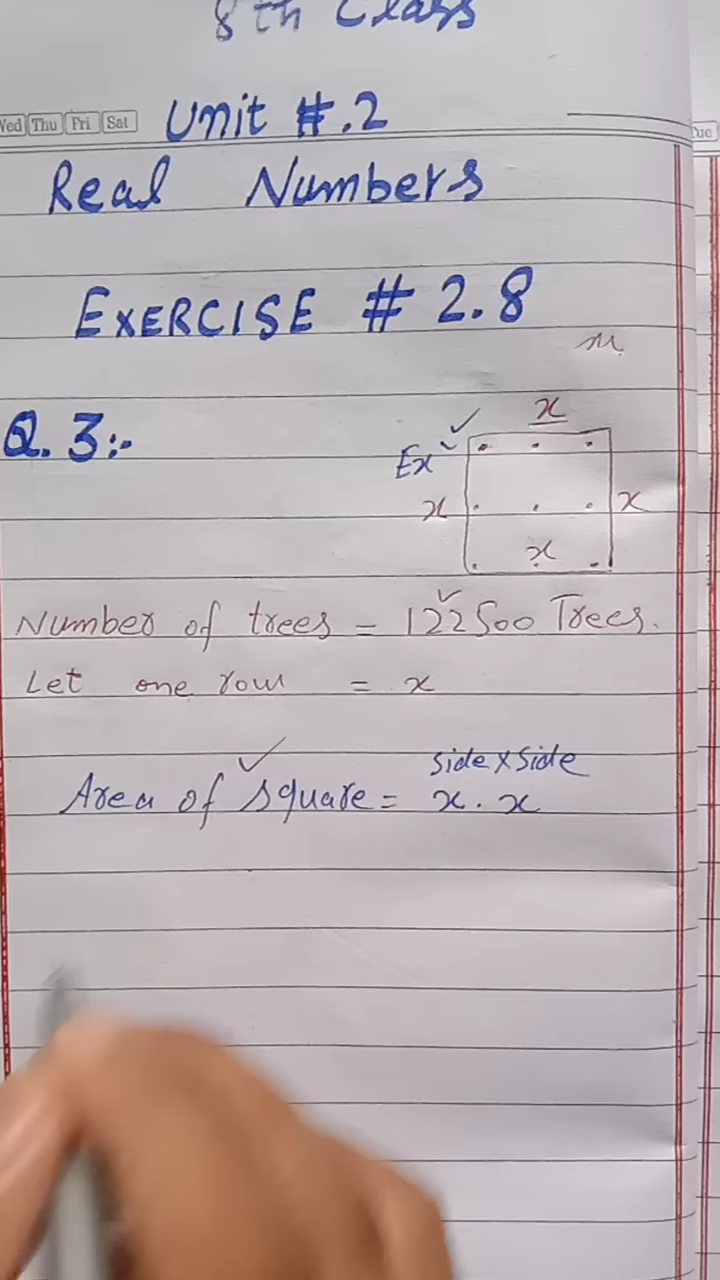 8th Class
Wed Thu Fri Sat
Unit #.2
Tue
Real Numbers
EXERCISE # 2.8
Q.3:-
x
Ex
x x
x
Number of trees = 122500 Trees.
Let one row = x
side x side
Area of square = x . x